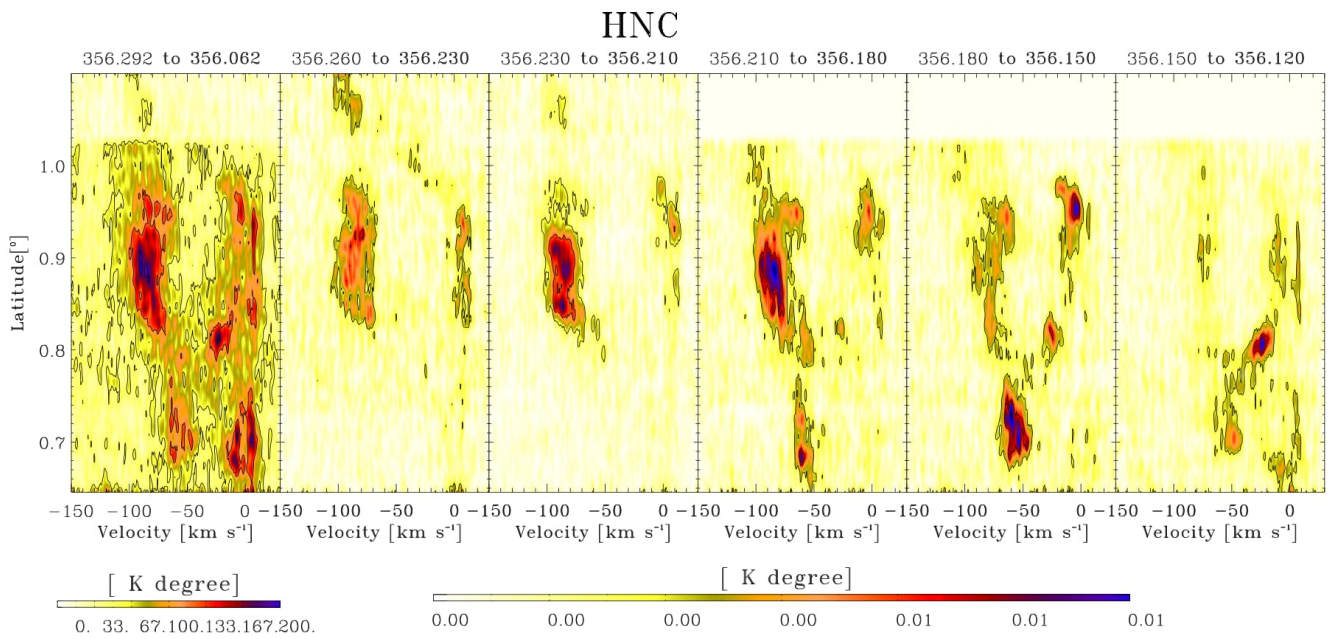 HNC
356.292 to 356.062 356.260 to 356.230 356.230 to 356.210 356.210 to 356.180 356.180 to 356.150 356.150 to 356.120
1.0
0.9
0.8
0.7
Latitude[°]
-150 -100 -50 0 -150 -100 -50 0 -150 -100 -50 0 -150 -100 -50 0 -150 -100 -50 0 -150 -100 -50 0
Velocity [km s⁻¹] Velocity [km s⁻¹] Velocity [km s⁻¹] Velocity [km s⁻¹] Velocity [km s⁻¹] Velocity [km s⁻¹]
[ K degree] [ K degree]
0. 33. 67.100.133.167.200. 0.00 0.00 0.00 0.00 0.01 0.01 0.01